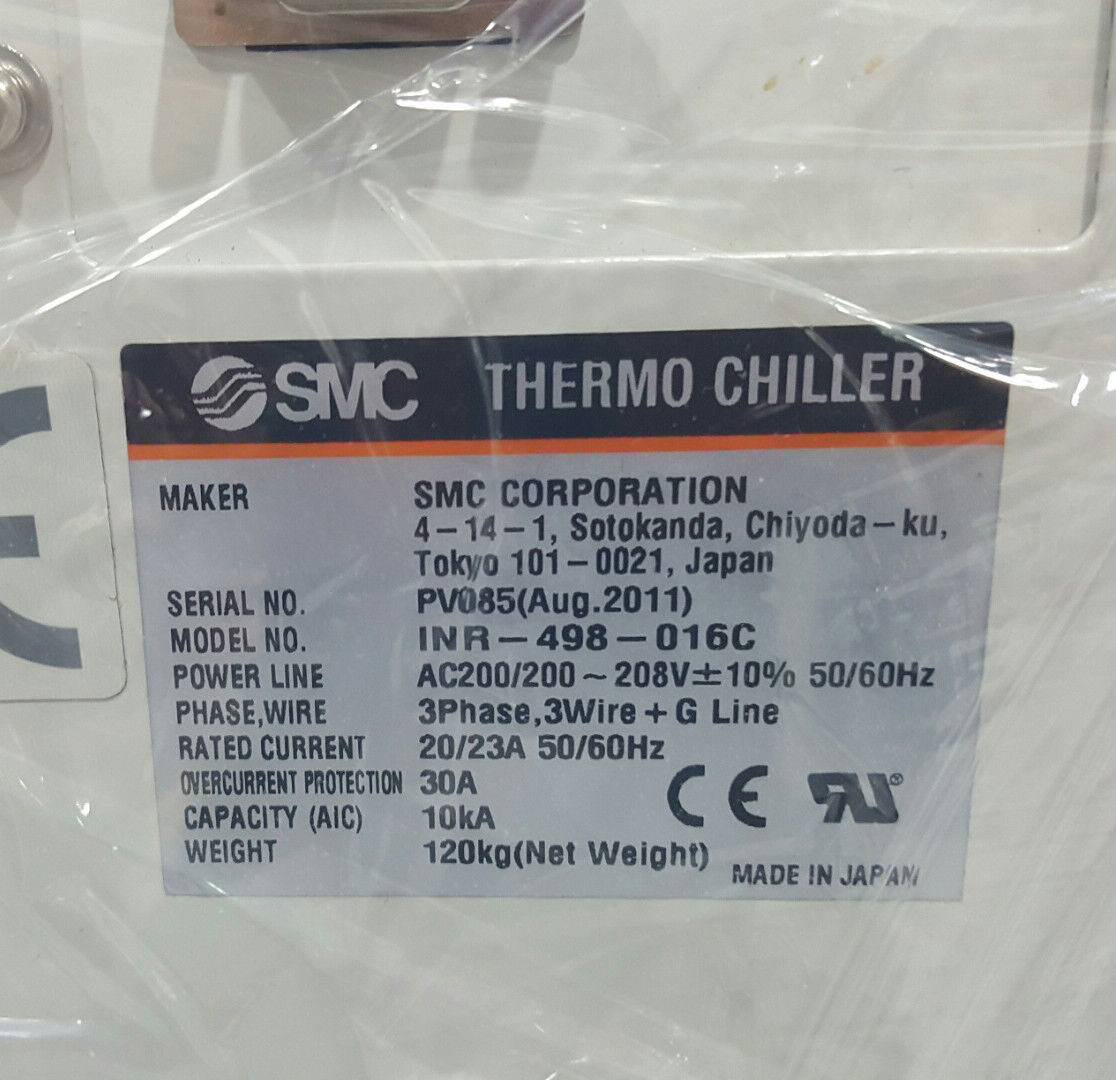 SMC THERMO CHILLER
MAKER SMC CORPORATION
4-14-1, Sotokanda, Chiyoda-ku,
Tokyo 101-0021, Japan
SERIAL NO. PV085(Aug.2011)
MODEL NO. INR-498-016C
POWER LINE AC200/200~208V±10% 50/60Hz
PHASE,WIRE 3Phase,3Wire+G Line
RATED CURRENT 20/23A 50/60Hz
OVERCURRENT PROTECTION 30A
CAPACITY (AIC) 10kA
WEIGHT 120kg(Net Weight)
CE RU®
MADE IN JAPAN